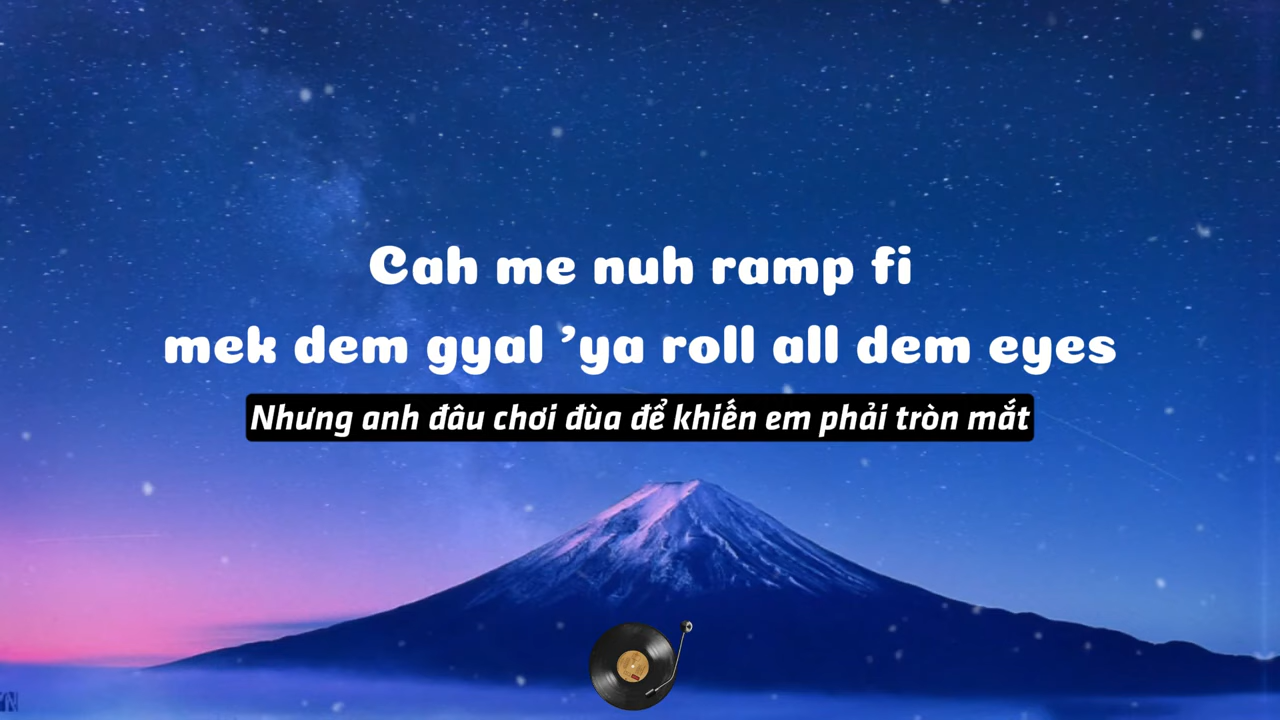 Cah me nuh ramp fi
mek dem gyal 'ya roll all dem eyes
Nhưng anh đâu chơi đùa để khiến em phải tròn mắt